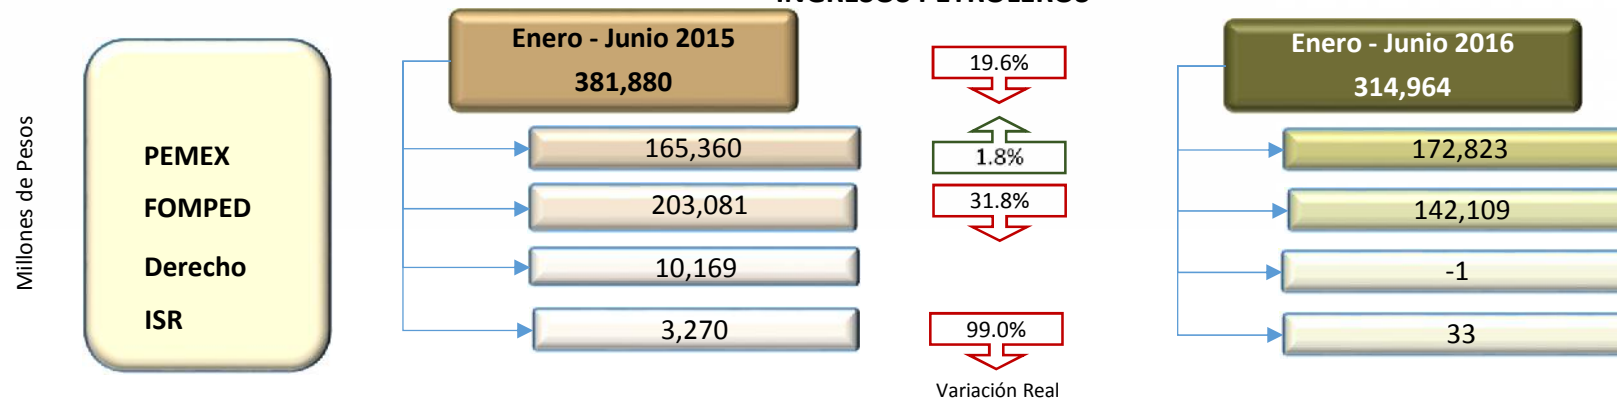 INGRESOS PETROLEROS
Millones de Pesos
PEMEX
FOMPED
Derecho
ISR
Enero - Junio 2015
381,880
165,360
203,081
10,169
3,270
19.6%
1.8%
31.8%
99.0%
Variación Real
Enero - Junio 2016
314,964
172,823
142,109
-1
33